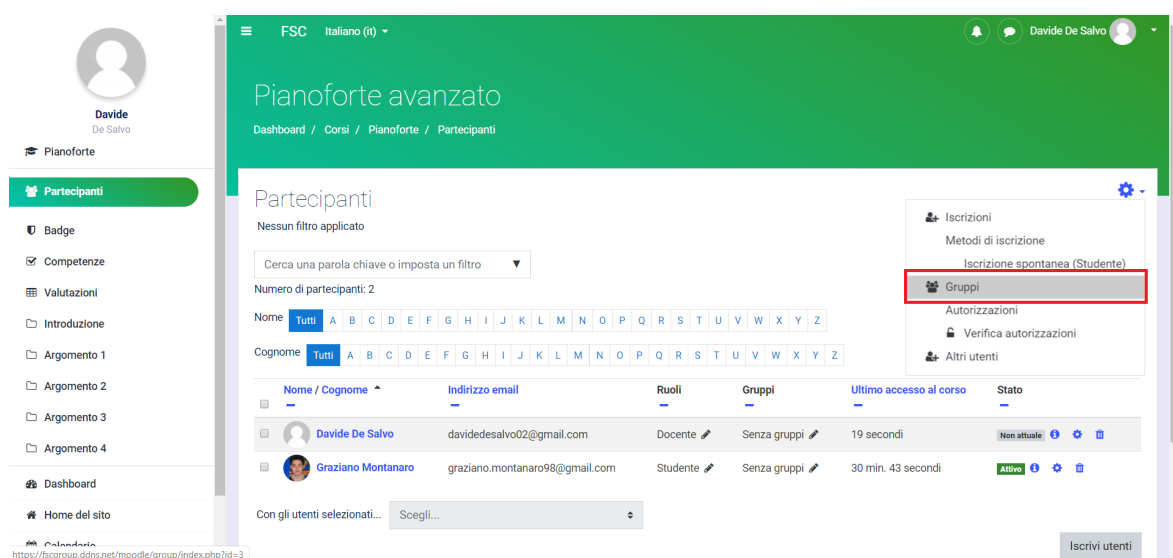 FSC Italiano (it)
Davide De Salvo
Davide
De Salvo
Pianoforte
Partecipanti
Badge
Competenze
Valutazioni
Introduzione
Argomento 1
Argomento 2
Argomento 3
Argomento 4
Dashboard
Home del sito
Calendario
https://fscgroup.ddns.net/moodle/group/index.php?id=3
Pianoforte avanzato
Dashboard / Corsi / Pianoforte / Partecipanti
Partecipanti
Nessun filtro applicato
Cerca una parola chiave o imposta un filtro ▼
Numero di partecipanti: 2
Nome Tutti A B C D E F G H I J K L M N O P Q R S T U V W X Y Z
Cognome Tutti A B C D E F G H I J K L M N O P Q R S T U V W X Y Z
Iscrizioni
Metodi di iscrizione
Iscrizione spontanea (Studente)
Gruppi
Autorizzazioni
Verifica autorizzazioni
Altri utenti
Nome / Cognome Indirizzo email Ruoli Gruppi Ultimo accesso al corso Stato
Davide De Salvo davidedesalvo02@gmail.com Docente Senza gruppi 19 secondi Non attuale
Graziano Montanaro graziano.montanaro98@gmail.com Studente Senza gruppi 30 min. 43 secondi Attivo
Con gli utenti selezionati... Scegli...
Iscrivi utenti